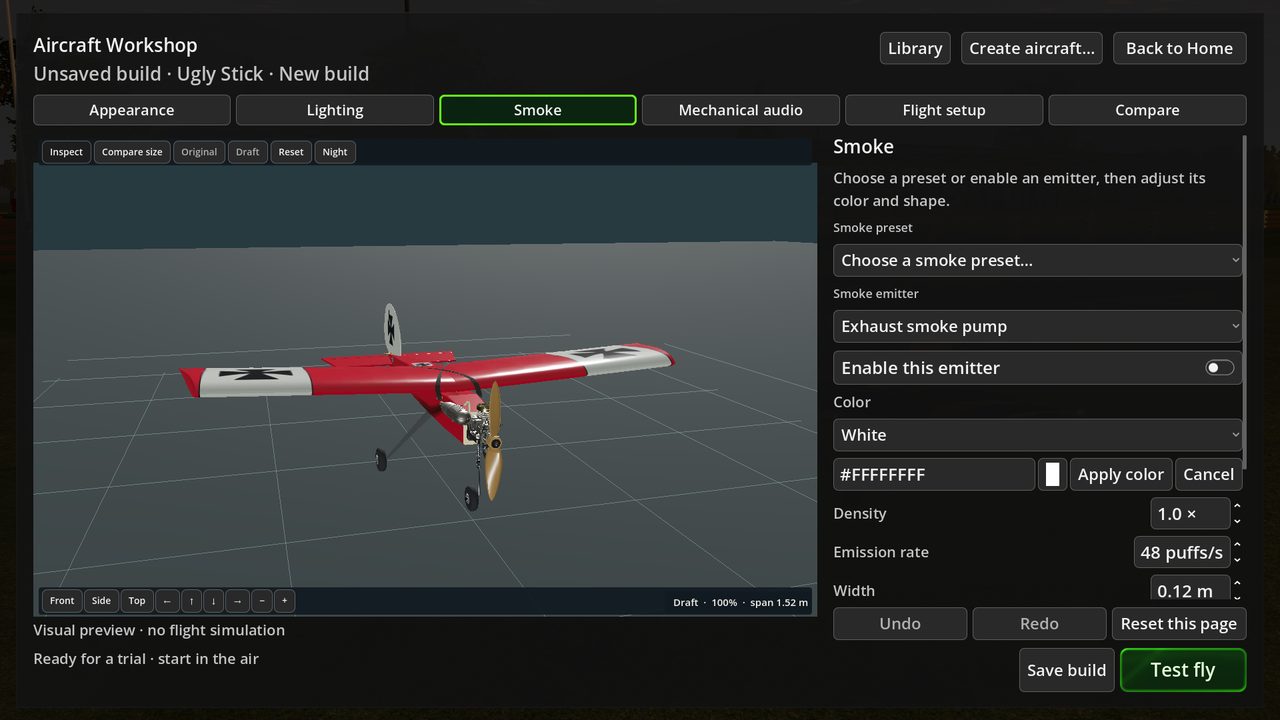 Aircraft Workshop
Unsaved build · Ugly Stick · New build
Library
Create aircraft...
Back to Home
Appearance
Lighting
Smoke
Mechanical audio
Flight setup
Compare
Inspect
Compare size
Original
Draft
Reset
Night
Smoke
Choose a preset or enable an emitter, then adjust its
color and shape.
Smoke preset
Choose a smoke preset...
Smoke emitter
Exhaust smoke pump
Enable this emitter
Color
White
#FFFFFFFF
Apply color
Cancel
Density
1.0 ×
Emission rate
48 puffs/s
Width
0.12 m
Front
Side
Top
←
↑
↓
→
−
+
Draft · 100% · span 1.52 m
Visual preview · no flight simulation
Ready for a trial · start in the air
Undo
Redo
Reset this page
Save build
Test fly